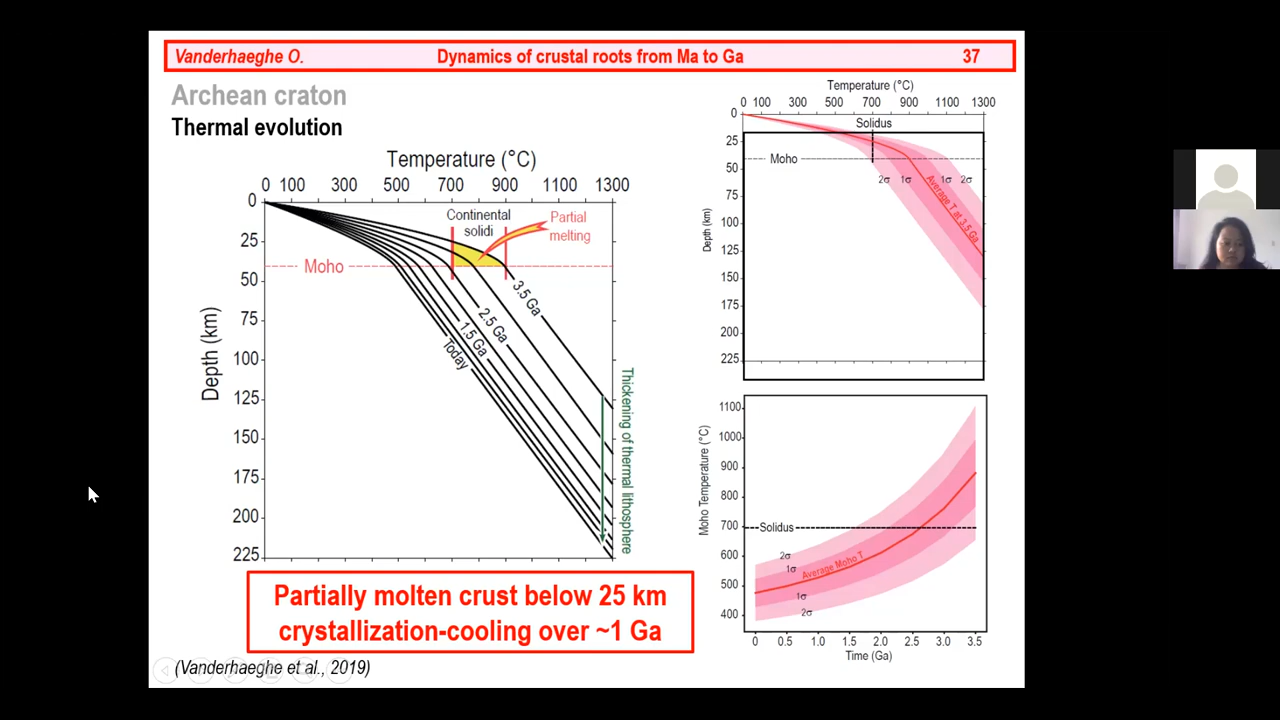 Vanderhaeghe O. Dynamics of crustal roots from Ma to Ga 37
Archean craton
Thermal evolution
Temperature (°C)
0 100 300 500 700 900 1100 1300
0
25
50
75
100
125
150
175
200
225
Depth (km)
Continental
solidi
Partial
melting
Moho
3.5 Ga
2.5 Ga
1.5 Ga
Today
Thickening of thermal lithosphere
Partially molten crust below 25 km
crystallization-cooling over ~1 Ga
(Vanderhaeghe et al., 2019)
Temperature (°C)
0 100 300 500 700 900 1100 1300
Solidus
0
25
50
75
100
125
150
175
200
225
Depth (km)
Moho
2σ 1σ 1σ 2σ
Average T at 3.5 Ga
1100
1000
900
800
700
600
500
400
Moho Temperature (°C)
Solidus
2σ
1σ
Average Moho T
1σ
2σ
0 0.5 1.0 1.5 2.0 2.5 3.0 3.5
Time (Ga)